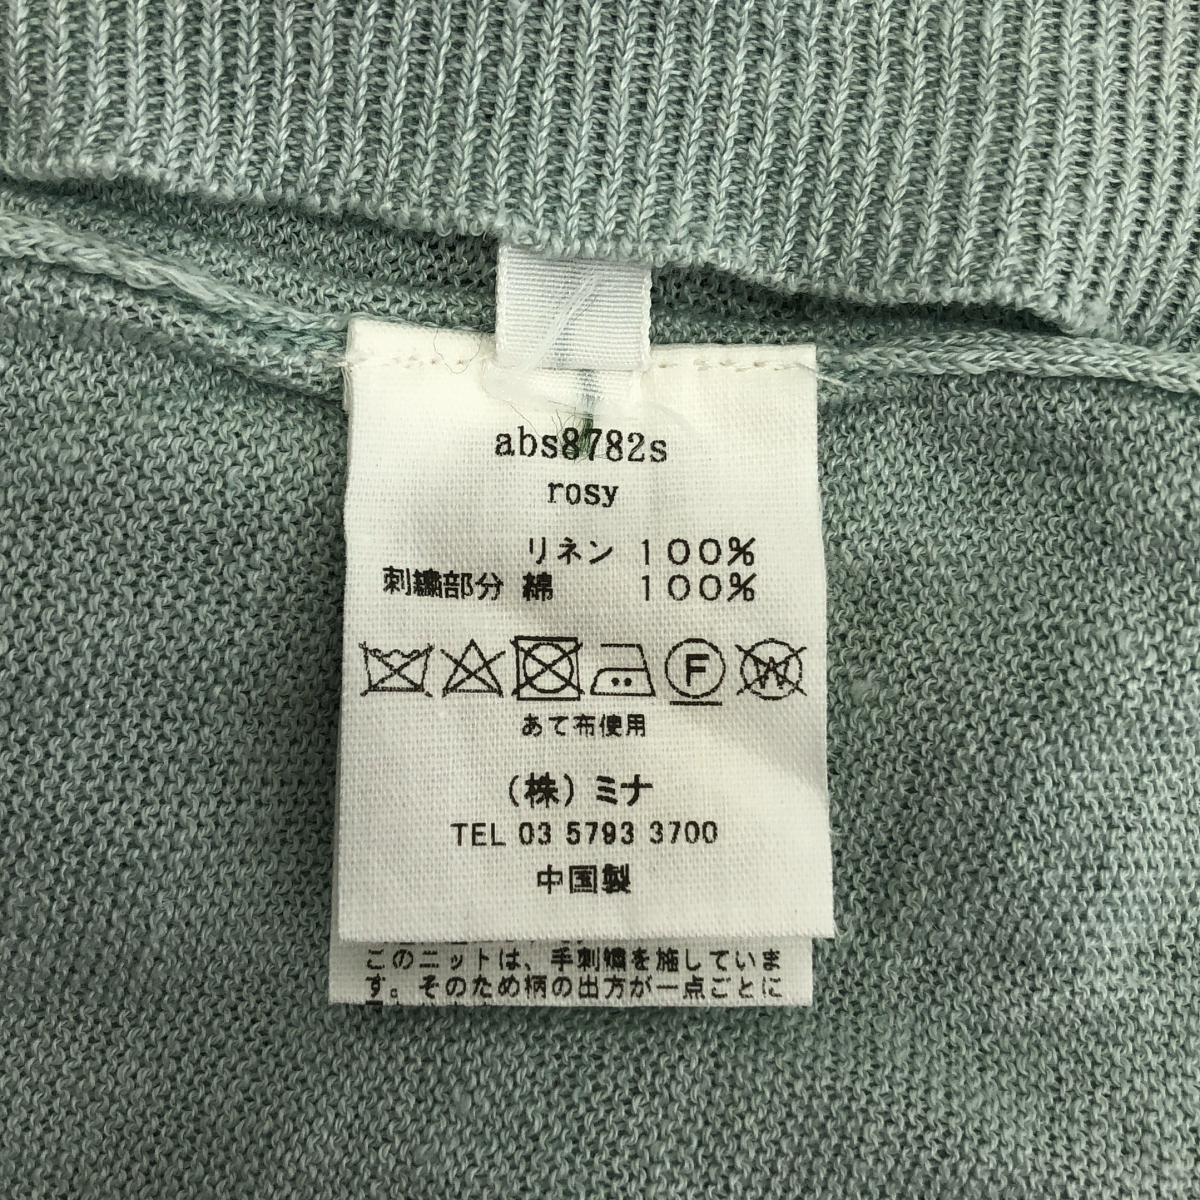 abs8782s
rosy
リネン 100%
刺繍部分 綿 100%
F W
あて布使用
(株) ミナ
TEL 03 5793 3700
中国製
このニットは、手刺繍を施していま
す。そのため柄の出方が一点ごとに